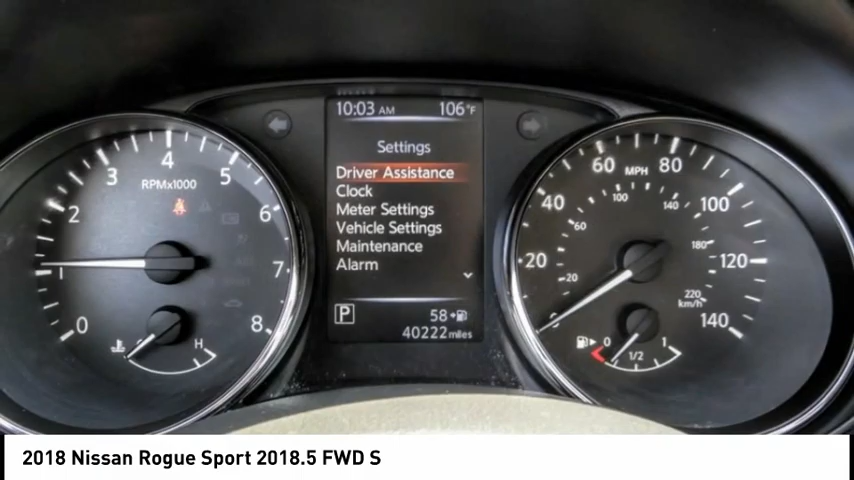 10:03 AM 106°F
Settings
Driver Assistance
Clock
Meter Settings
Vehicle Settings
Maintenance
Alarm
P 58
40222 miles
0 1 2 3 4 5 6 7 8
RPMx1000
H
20 40 60 80 100 120 140
MPH
20 60 100 140 180 220
km/h
0 1/2 1
2018 Nissan Rogue Sport 2018.5 FWD S